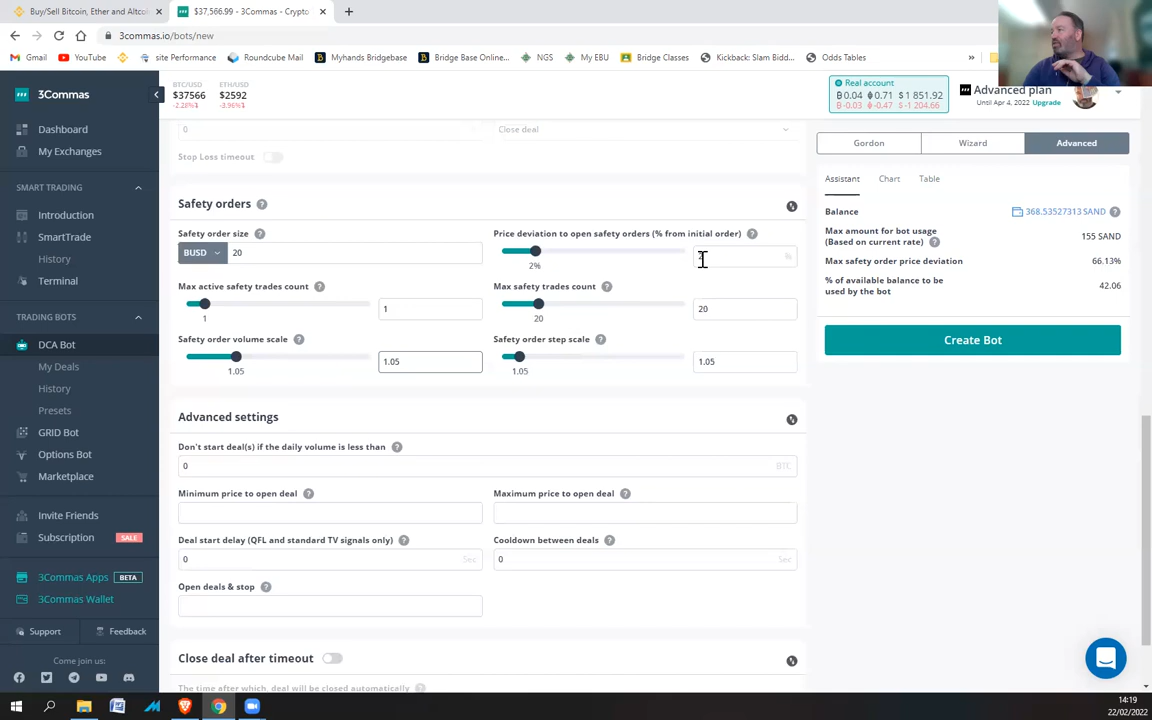 Buy/Sell Bitcoin, Ether and Altcoi
$37,566.99 - 3Commas - Crypto
3commas.io/bots/new
Gmail YouTube site Performance Roundcube Mail Myhands Bridgebase Bridge Base Online... NGS My EBU Bridge Classes Kickback: Slam Bidd... Odds Tables
3Commas
BTC/USD ETH/USD
$37566 $2592
-2.28% -3.96%
Real account
0.04 0.71 $ 1 851.92
-0.03 -0.47 $ -1 204.66
Advanced plan
Until Apr 4, 2022 Upgrade
Dashboard
My Exchanges
SMART TRADING
Introduction
SmartTrade
History
Terminal
TRADING BOTS
DCA Bot
My Deals
History
Presets
GRID Bot
Options Bot
Marketplace
Invite Friends
Subscription SALE
3Commas Apps BETA
3Commas Wallet
Support Feedback
Come join us:
0 Close deal
Stop Loss timeout
Safety orders
Safety order size
BUSD 20
Price deviation to open safety orders (% from initial order)
2% %
Max active safety trades count
1 1
Max safety trades count
20 20
Safety order volume scale
1.05 1.05
Safety order step scale
1.05 1.05
Advanced settings
Don't start deal(s) if the daily volume is less than
0 BTC
Minimum price to open deal Maximum price to open deal
Deal start delay (QFL and standard TV signals only) Cooldown between deals
0 Sec 0 Sec
Open deals & stop
Close deal after timeout
The time after which, deal will be closed automatically
Gordon Wizard Advanced
Assistant Chart Table
Balance 368.53527313 SAND
Max amount for bot usage
(Based on current rate) 155 SAND
Max safety order price deviation 66.13%
% of available balance to be
used by the bot 42.06
Create Bot
14:19
22/02/2022